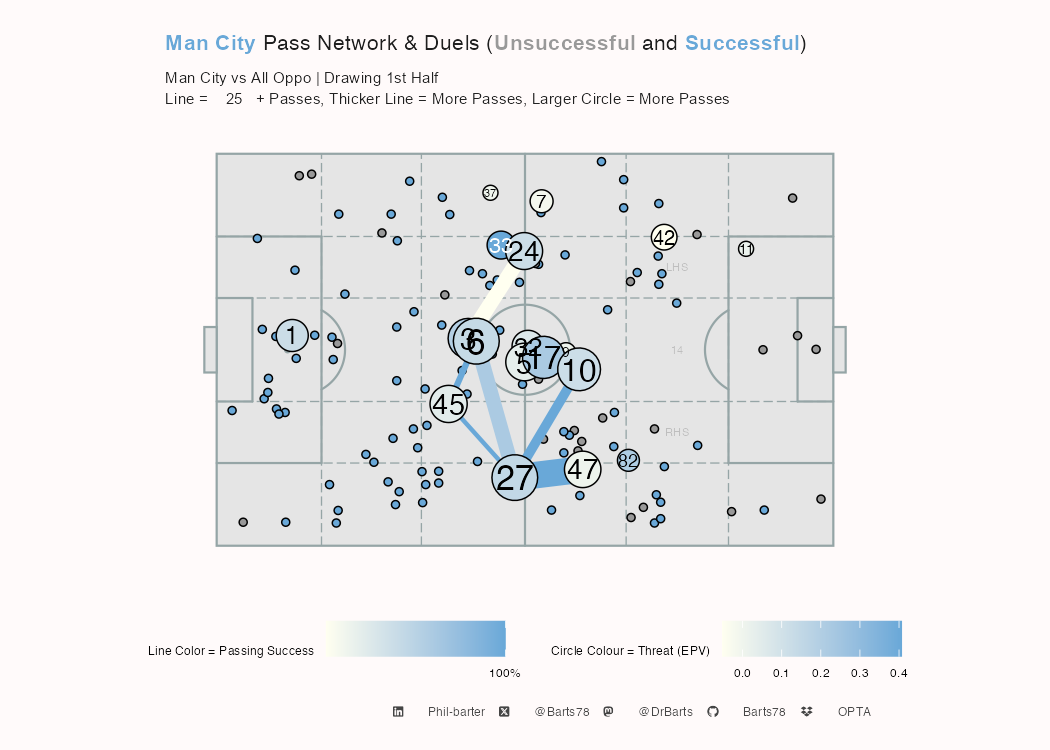 Man City Pass Network & Duels (Unsuccessful and Successful)
Man City vs All Oppo | Drawing 1st Half
Line = 25 + Passes, Thicker Line = More Passes, Larger Circle = More Passes
37
7
33
24
42
11
LHS
1
3
6
5
17
10
14
45
RHS
27
47
82
Line Color = Passing Success
100%
Circle Colour = Threat (EPV)
0.0 0.1 0.2 0.3 0.4
Phil-barter @Barts78 @DrBarts Barts78 OPTA